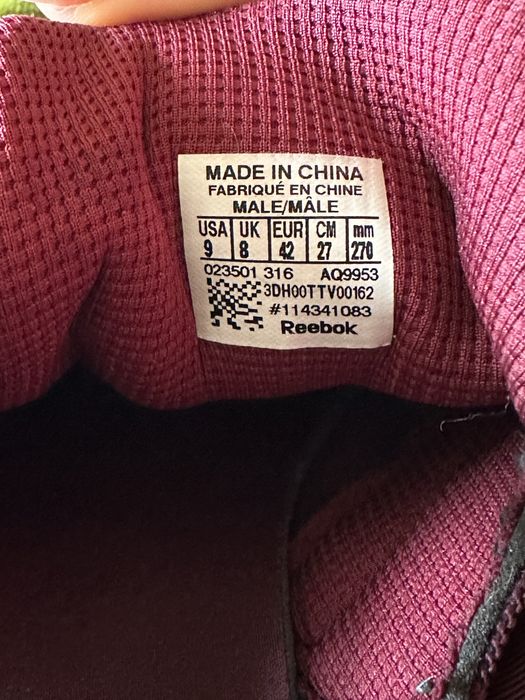 MADE IN CHINA
FABRIQUÉ EN CHINE
MALE/MÂLE
USA UK EUR CM mm
9 8 42 27 270
023501 316 AQ9953
3DH00TTV00162
#114341083
Reebok